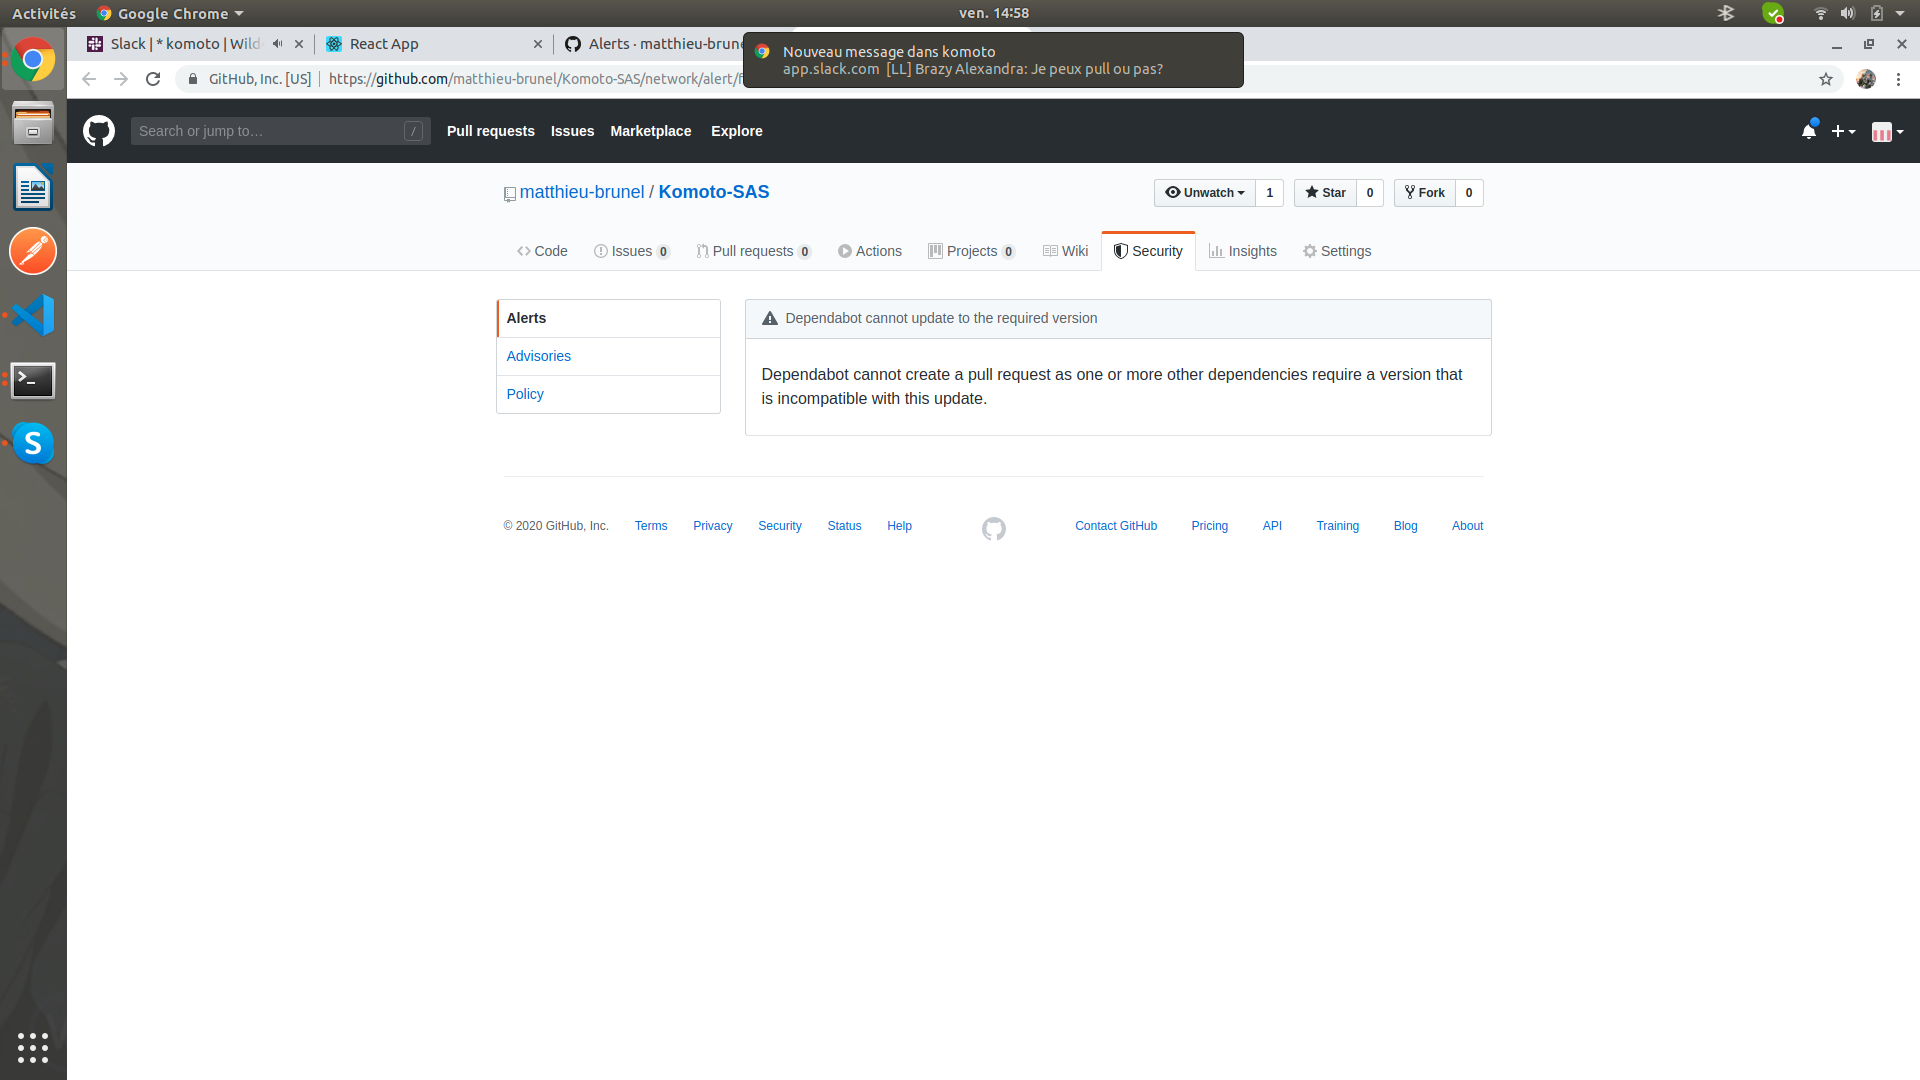 Activités
Google Chrome
ven. 14:58
Slack | * komoto | Wild
React App
Alerts · matthieu-brune
Nouveau message dans komoto
app.slack.com [LL] Brazy Alexandra: Je peux pull ou pas?
GitHub, Inc. [US]
https://github.com/matthieu-brunel/Komoto-SAS/network/alert/f
Search or jump to…
/
Pull requests
Issues
Marketplace
Explore
matthieu-brunel / Komoto-SAS
Unwatch
1
Star
0
Fork
0
Code
Issues 0
Pull requests 0
Actions
Projects 0
Wiki
Security
Insights
Settings
Alerts
Advisories
Policy
Dependabot cannot update to the required version
Dependabot cannot create a pull request as one or more other dependencies require a version that
is incompatible with this update.
© 2020 GitHub, Inc.
Terms
Privacy
Security
Status
Help
Contact GitHub
Pricing
API
Training
Blog
About